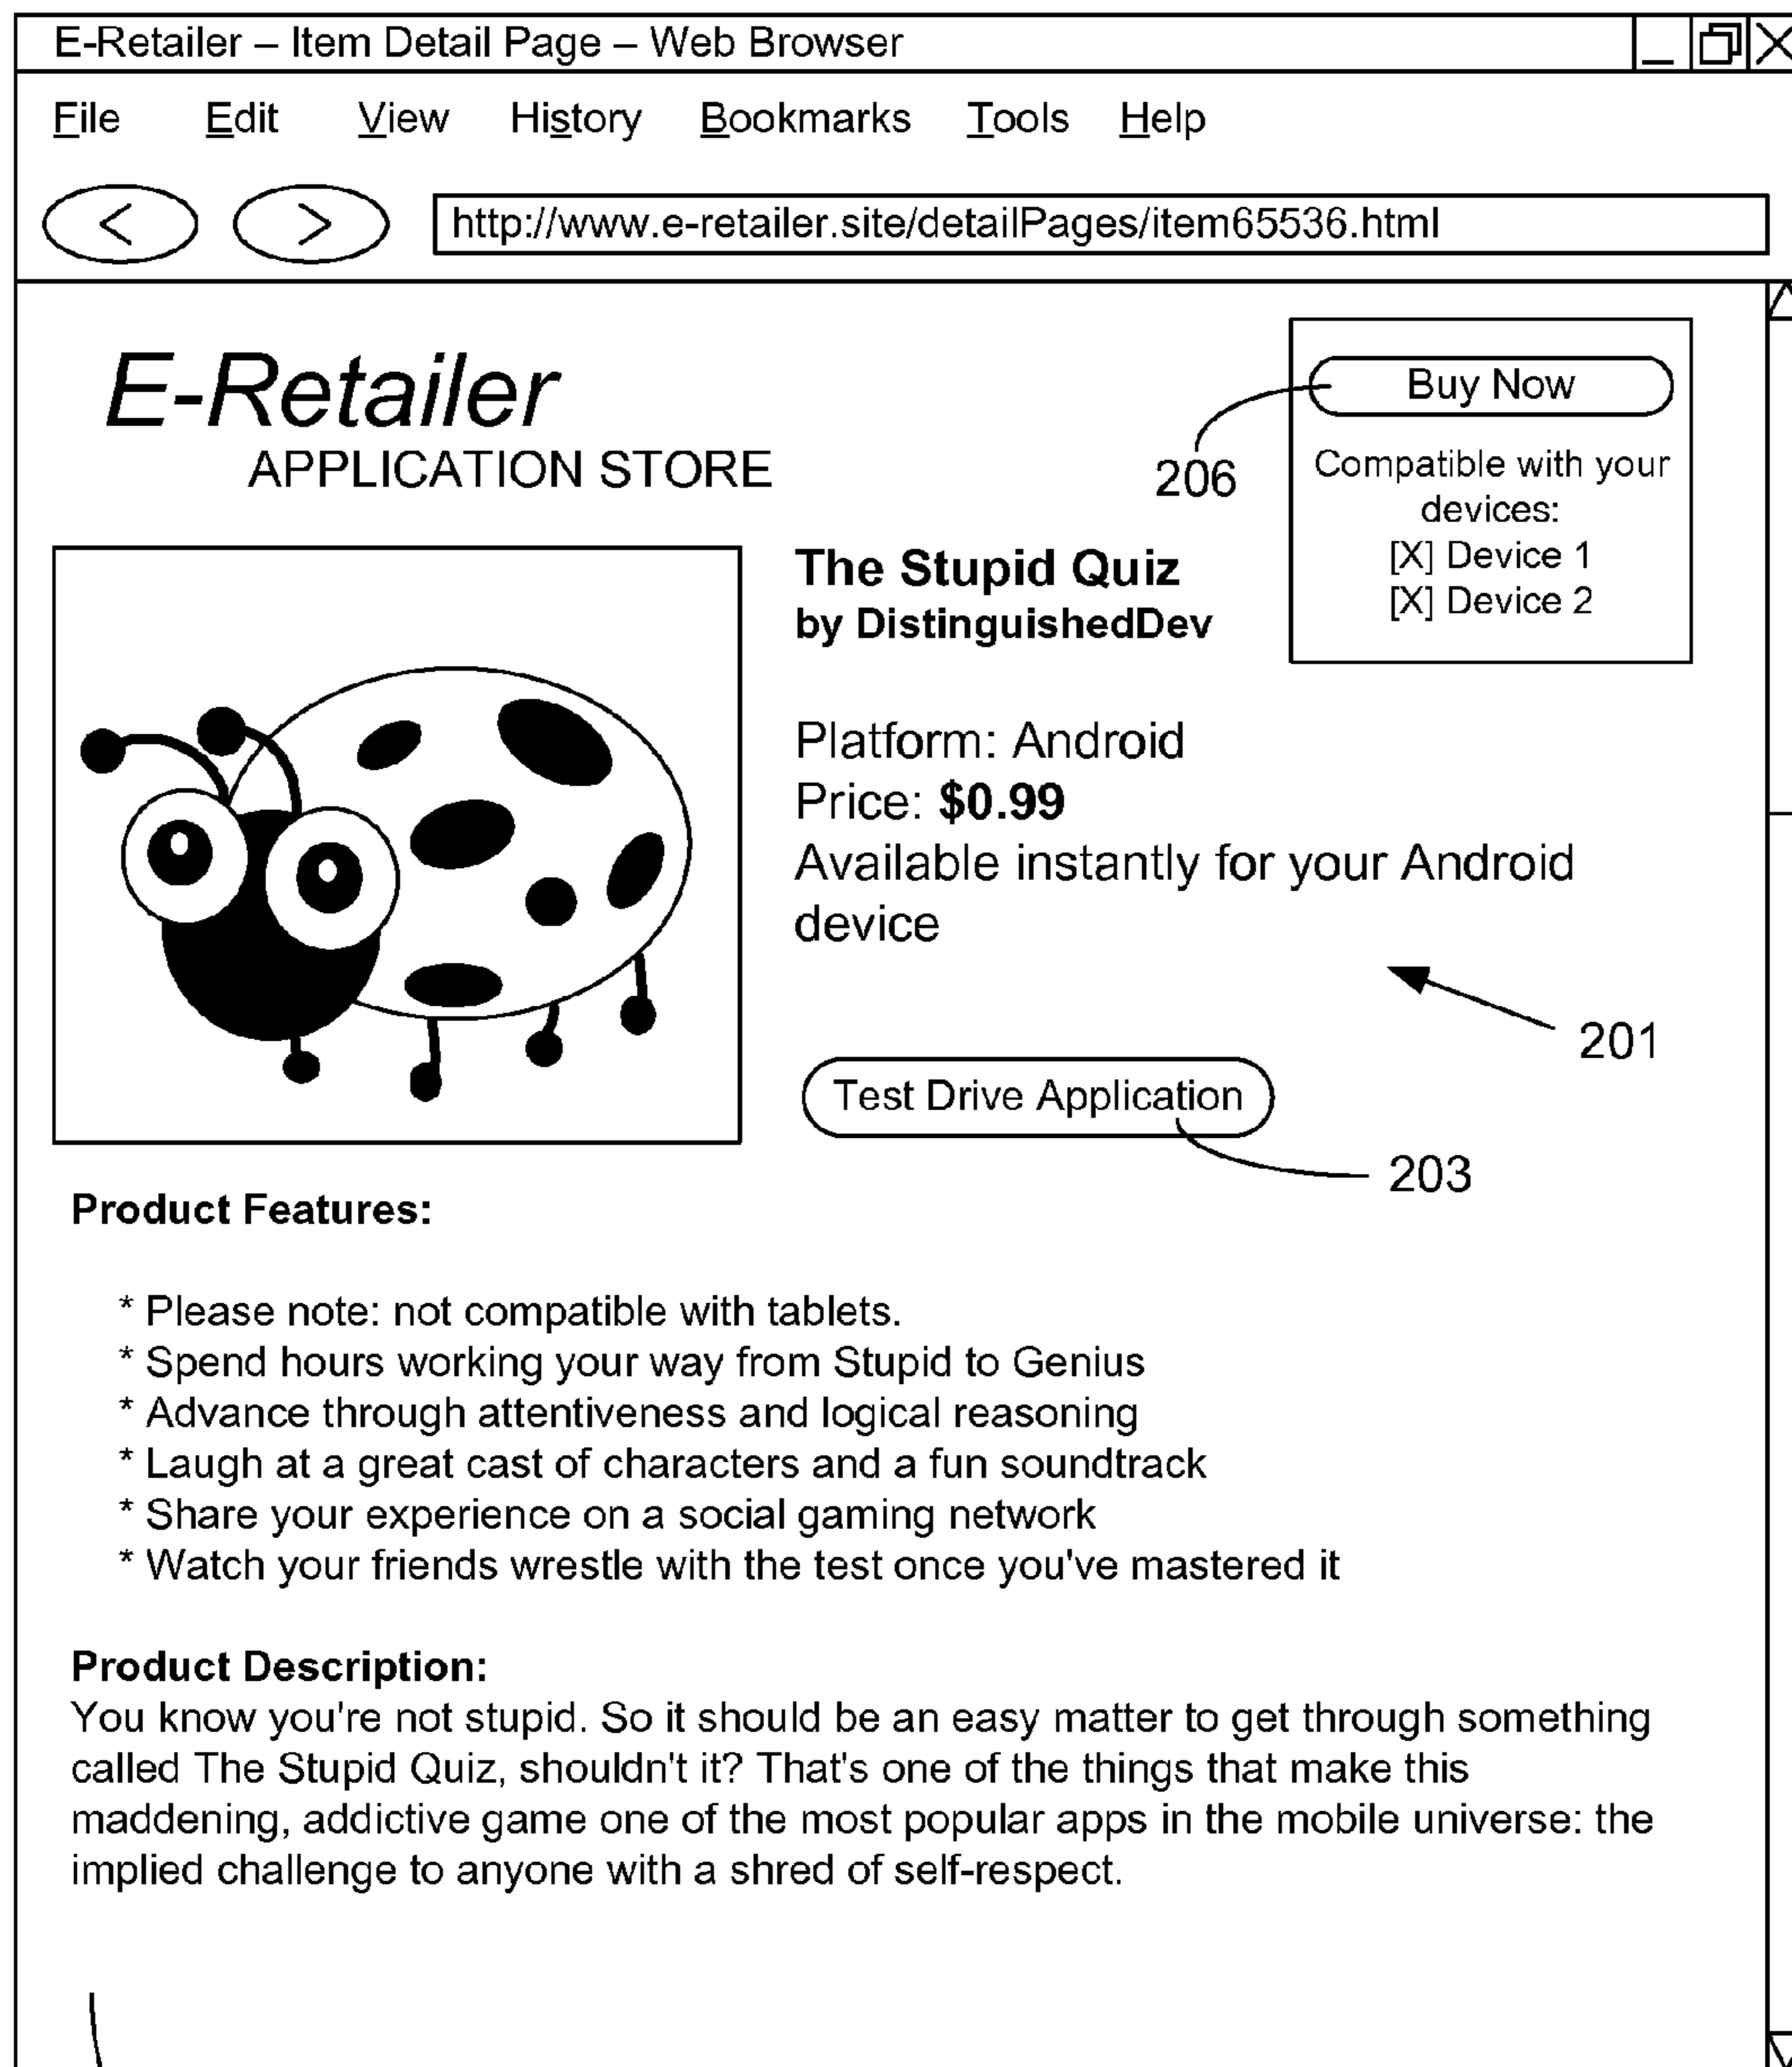 E-Retailer – Item Detail Page – Web Browser
File Edit View History Bookmarks Tools Help
< > http://www.e-retailer.site/detailPages/item65536.html
E-Retailer
APPLICATION STORE
Buy Now
206
Compatible with your
devices:
[X] Device 1
[X] Device 2
The Stupid Quiz
by DistinguishedDev
Platform: Android
Price: $0.99
Available instantly for your Android
device
201
Test Drive Application
203
Product Features:
* Please note: not compatible with tablets.
* Spend hours working your way from Stupid to Genius
* Advance through attentiveness and logical reasoning
* Laugh at a great cast of characters and a fun soundtrack
* Share your experience on a social gaming network
* Watch your friends wrestle with the test once you've mastered it
Product Description:
You know you're not stupid. So it should be an easy matter to get through something
called The Stupid Quiz, shouldn't it? That's one of the things that make this
maddening, addictive game one of the most popular apps in the mobile universe: the
implied challenge to anyone with a shred of self-respect.